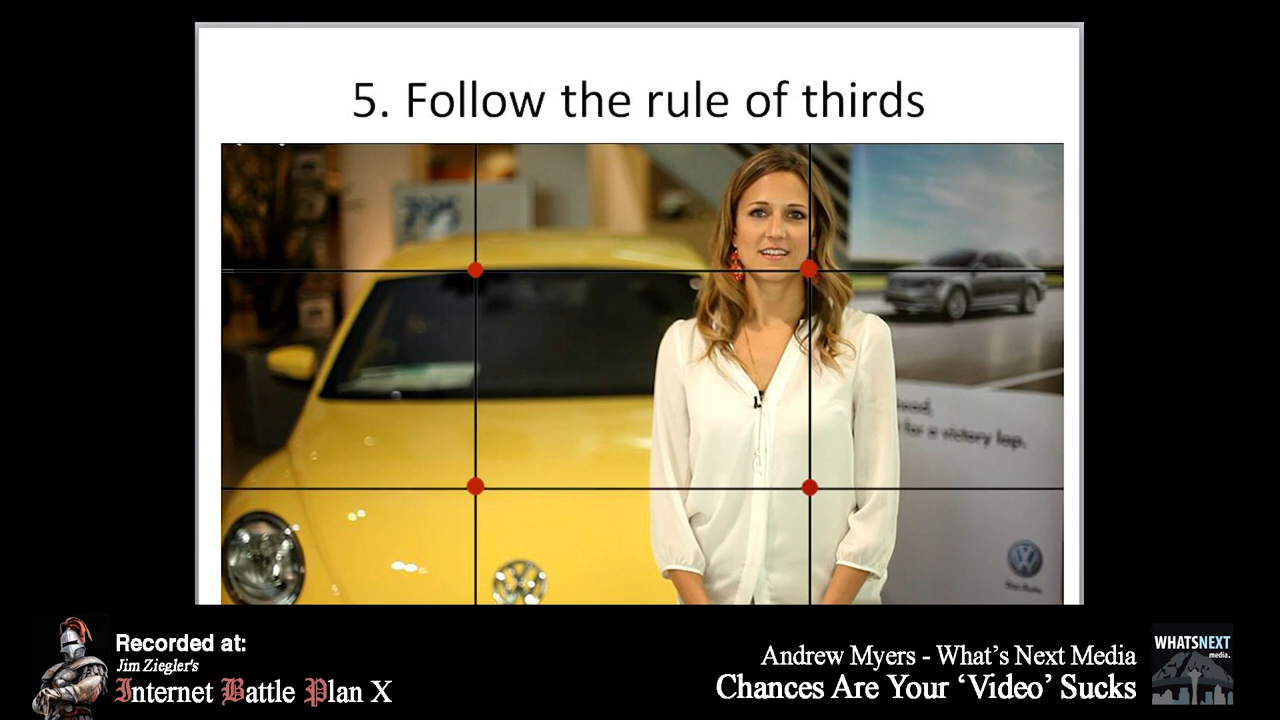 5. Follow the rule of thirds
for a victory lap.
Recorded at:
Jim Ziegler's
Internet Battle Plan X
Andrew Myers - What's Next Media
Chances Are Your ‘Video’ Sucks
WHATSNEXT
media.